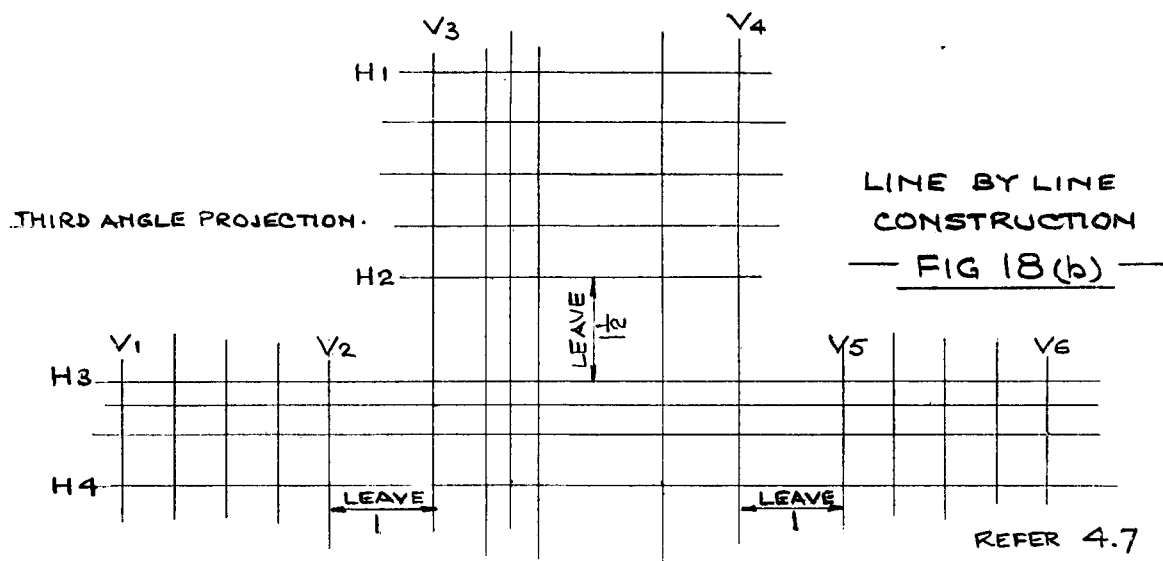 V3
V4
H1
LINE BY LINE
CONSTRUCTION
FIG 18(b)
THIRD ANGLE PROJECTION.
H2
LEAVE
1 1/2
V1
V2
V5
V6
H3
H4
LEAVE
1
LEAVE
1
REFER 4.7